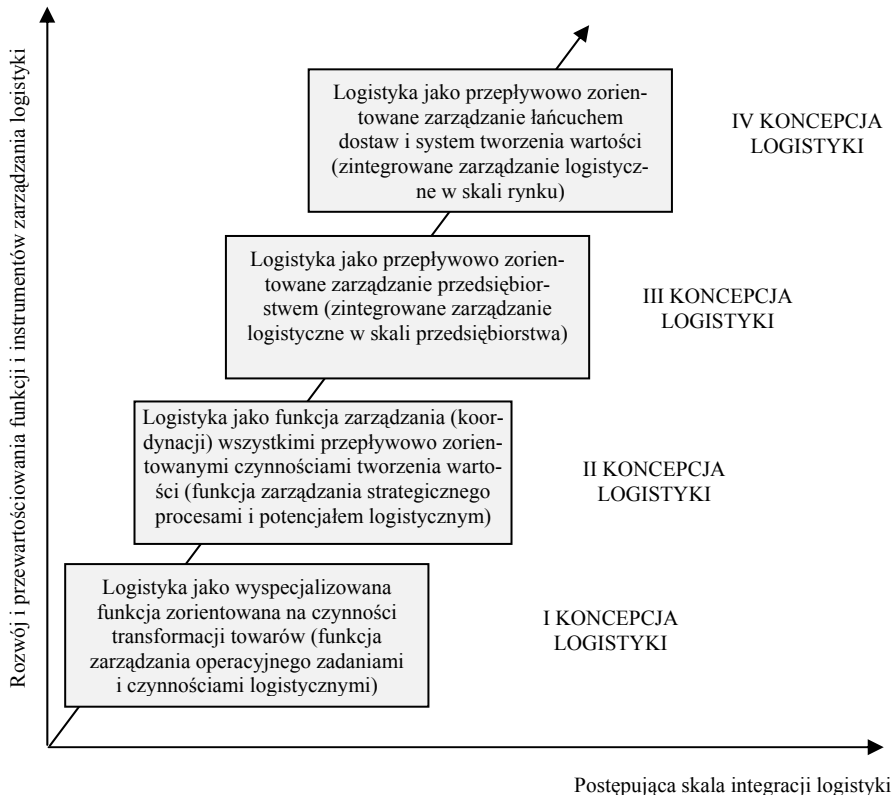 Rozwój i przewartościowania funkcji i instrumentów zarządzania logistyki
Logistyka jako przepływowo zorien-
towane zarządzanie łańcuchem
dostaw i system tworzenia wartości
(zintegrowane zarządzanie logistycz-
ne w skali rynku)
IV KONCEPCJA
LOGISTYKI
Logistyka jako przepływowo zorien-
towane zarządzanie przedsiębior-
stwem (zintegrowane zarządzanie
logistyczne w skali przedsiębiorstwa)
III KONCEPCJA
LOGISTYKI
Logistyka jako funkcja zarządzania (koor-
dynacji) wszystkimi przepływowo zorien-
towanymi czynnościami tworzenia warto-
ści (funkcja zarządzania strategicznego
procesami i potencjałem logistycznym)
II KONCEPCJA
LOGISTYKI
Logistyka jako wyspecjalizowana
funkcja zorientowana na czynności
transformacji towarów (funkcja
zarządzania operacyjnego zadaniami
i czynnościami logistycznymi)
I KONCEPCJA
LOGISTYKI
Postępująca skala integracji logistyki